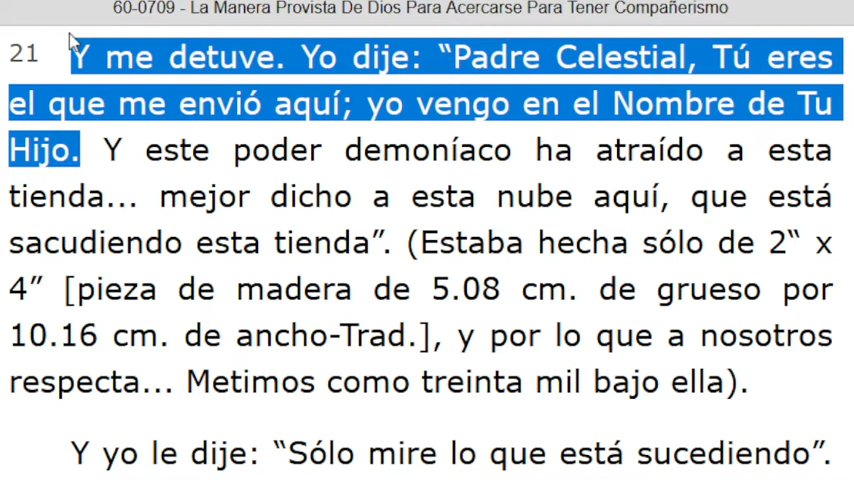 60-0709 - La Manera Provista De Dios Para Acercarse Para Tener Compañerismo
21 Y me detuve. Yo dije: “Padre Celestial, Tú eres
el que me envió aquí; yo vengo en el Nombre de Tu
Hijo. Y este poder demoníaco ha atraído a esta
tienda... mejor dicho a esta nube aquí, que está
sacudiendo esta tienda”. (Estaba hecha sólo de 2“ x
4” [pieza de madera de 5.08 cm. de grueso por
10.16 cm. de ancho-Trad.], y por lo que a nosotros
respecta... Metimos como treinta mil bajo ella).
Y yo le dije: “Sólo mire lo que está sucediendo”.